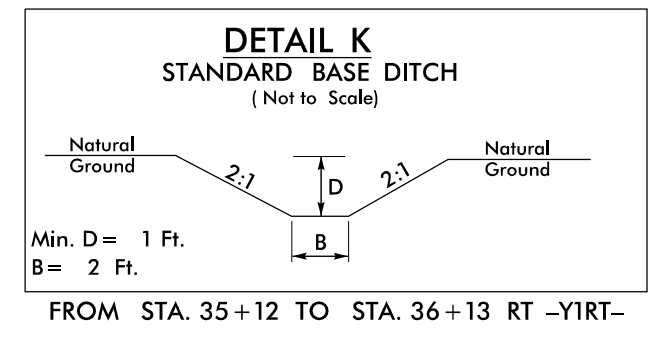 DETAIL K
STANDARD BASE DITCH
( Not to Scale)
Natural
Ground
2:1
D
2:1
Natural
Ground
Min. D = 1 Ft.
B = 2 Ft.
B
FROM STA. 35+12 TO STA. 36+13 RT –Y1RT–